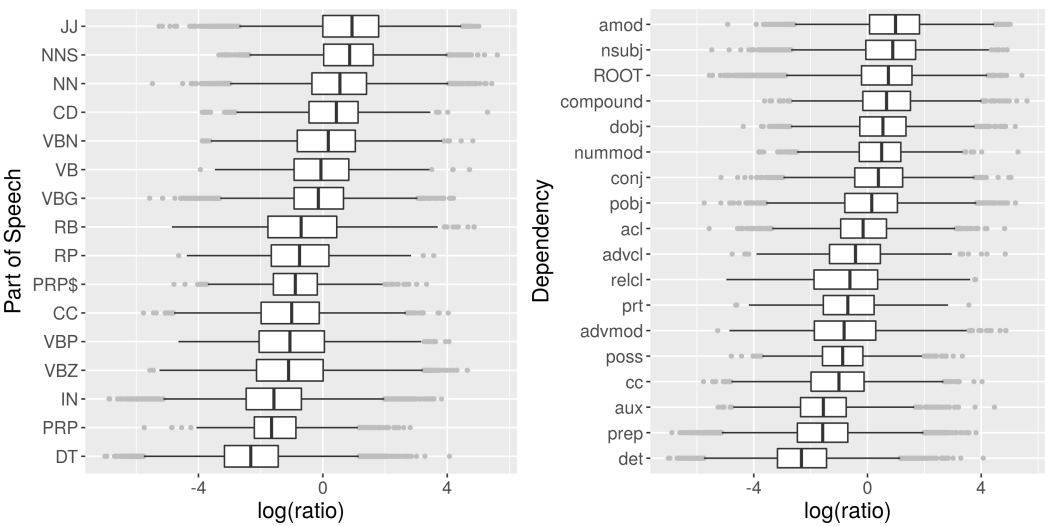 Part of Speech
JJ
NNS
NN
CD
VBN
VB
VBG
RB
RP
PRP$
CC
VBP
VBZ
IN
PRP
DT
-4 0 4
log(ratio)
Dependency
amod
nsubj
ROOT
compound
dobj
nummod
conj
pobj
acl
advcl
relcl
prt
advmod
poss
cc
aux
prep
det
-4 0 4
log(ratio)